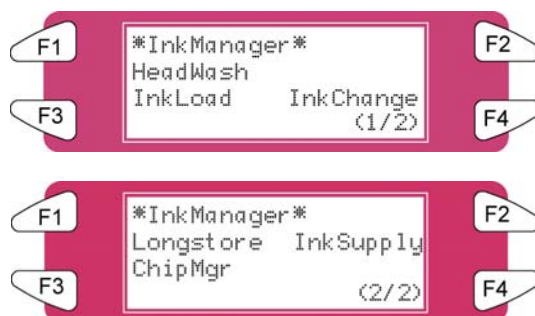 F1 *InkManager* F2
HeadWash
F3 InkLoad InkChange F4
(1/2)
F1 *InkManager* F2
Longstore InkSupply
F3 ChipMgr F4
(2/2)